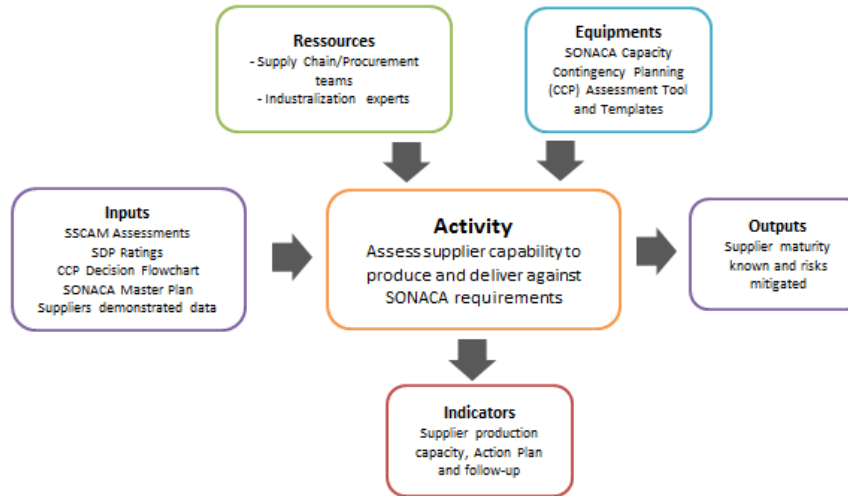 Ressources
- Supply Chain/Procurement
teams
- Industralization experts
Equipments
SONACA Capacity
Contingency Planning
(CCP) Assessment Tool
and Templates
Inputs
SSCAM Assessments
SDP Ratings
CCP Decision Flowchart
SONACA Master Plan
Suppliers demonstrated data
Activity
Assess supplier capability to
produce and deliver against
SONACA requirements
Outputs
Supplier maturity
known and risks
mitigated
Indicators
Supplier production
capacity, Action Plan
and follow-up